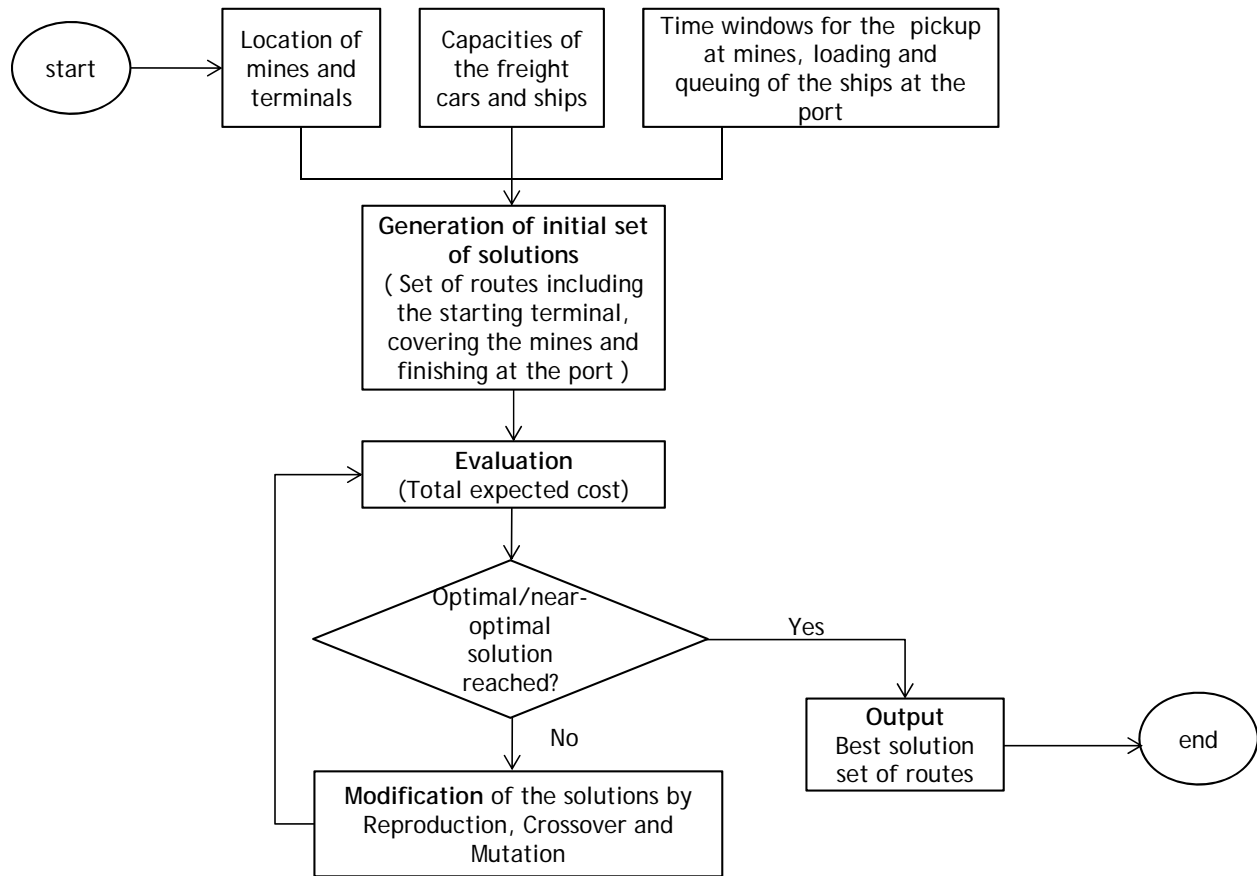 start
Location of
mines and
terminals
Capacities of
the freight
cars and ships
Time windows for the pickup
at mines, loading and
queuing of the ships at the
port
Generation of initial set
of solutions
( Set of routes including
the starting terminal,
covering the mines and
finishing at the port )
Evaluation
(Total expected cost)
Optimal/near-
optimal
solution
reached?
Yes
No
Output
Best solution
set of routes
end
Modification of the solutions by
Reproduction, Crossover and
Mutation